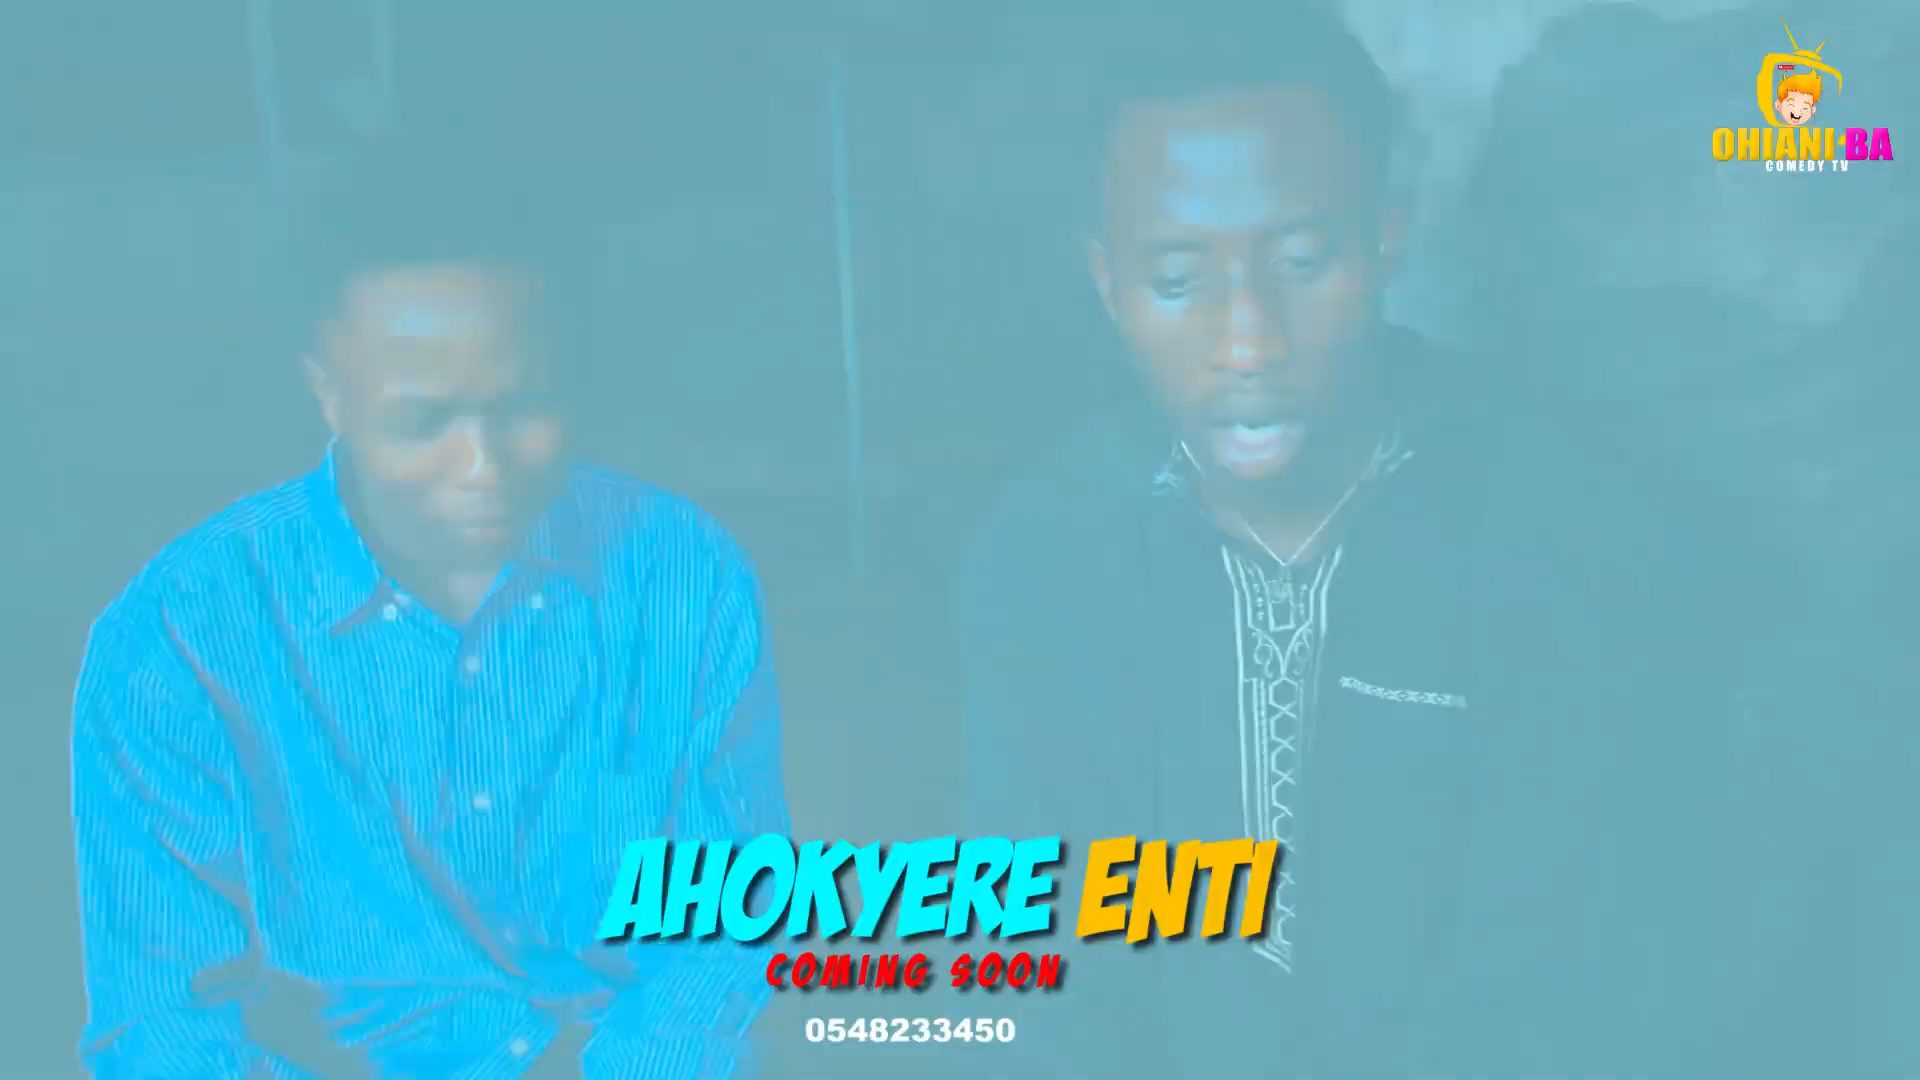 OHIANI BA
COMEDY TV
AHOKYERE ENTI
COMING SOON
0548233450